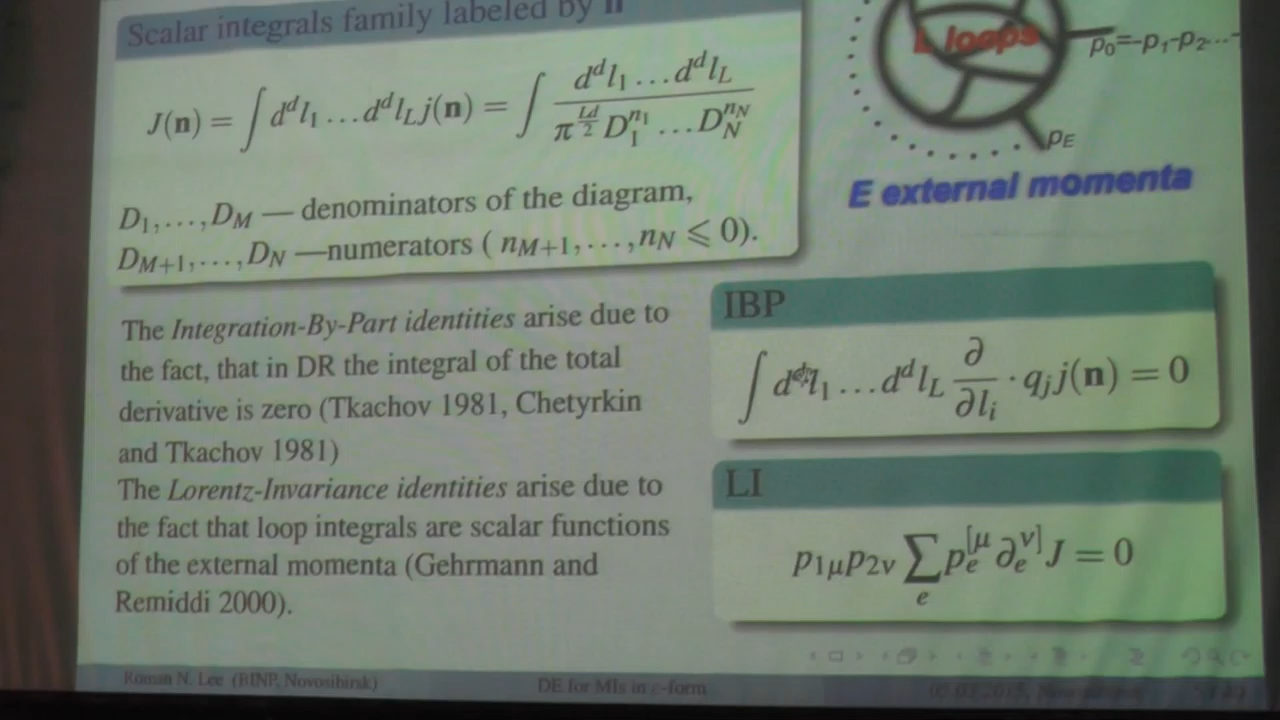 Scalar integrals family labeled by n
J(n) = ∫ d^d l_1 … d^d l_L j(n) = ∫ \frac{d^d l_1 … d^d l_L}{π^{\frac{Ld}{2}} D_1^{n_1} … D_N^{n_N}}
D_1,…,D_M — denominators of the diagram,
D_{M+1},…,D_N —numerators ( n_{M+1},…,n_N ⩽ 0).
L loops
p_0=-p_1-p_2...-
p_E
E external momenta
The Integration-By-Part identities arise due to
the fact, that in DR the integral of the total
derivative is zero (Tkachov 1981, Chetyrkin
and Tkachov 1981)
The Lorentz-Invariance identities arise due to
the fact that loop integrals are scalar functions
of the external momenta (Gehrmann and
Remiddi 2000).
IBP
∫ d^d l_1 … d^d l_L \frac{∂}{∂l_i} · q_j j(n) = 0
LI
p_{1μ} p_{2ν} ∑_e p_e^{[μ} ∂_e^{ν]} J = 0
Roman N. Lee (BINP, Novosibirsk)
DE for MIs in ε-form